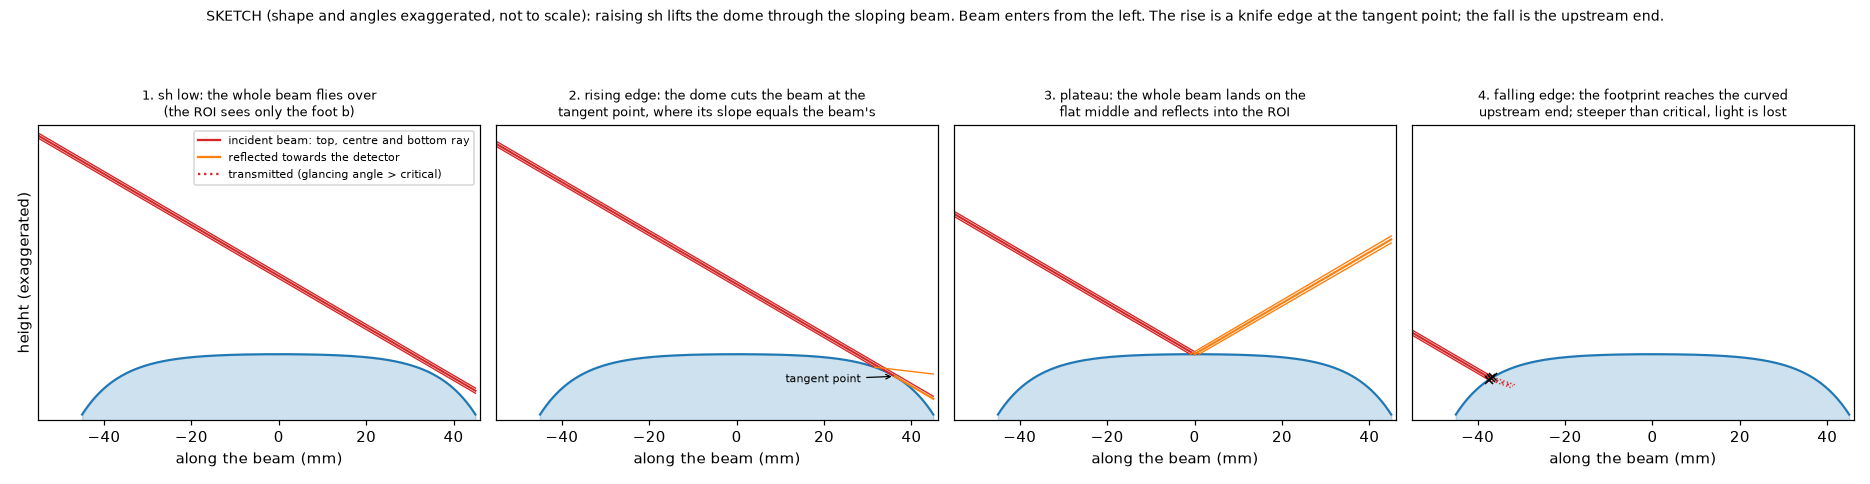 SKETCH (shape and angles exaggerated, not to scale): raising sh lifts the dome through the sloping beam. Beam enters from the left. The rise is a knife edge at the tangent point; the fall is the upstream end.
1. sh low: the whole beam flies over
(the ROI sees only the foot b)
incident beam: top, centre and bottom ray
reflected towards the detector
transmitted (glancing angle > critical)
height (exaggerated)
−40 −20 0 20 40
along the beam (mm)
2. rising edge: the dome cuts the beam at the
tangent point, where its slope equals the beam's
tangent point
−40 −20 0 20 40
along the beam (mm)
3. plateau: the whole beam lands on the
flat middle and reflects into the ROI
−40 −20 0 20 40
along the beam (mm)
4. falling edge: the footprint reaches the curved
upstream end; steeper than critical, light is lost
−40 −20 0 20 40
along the beam (mm)